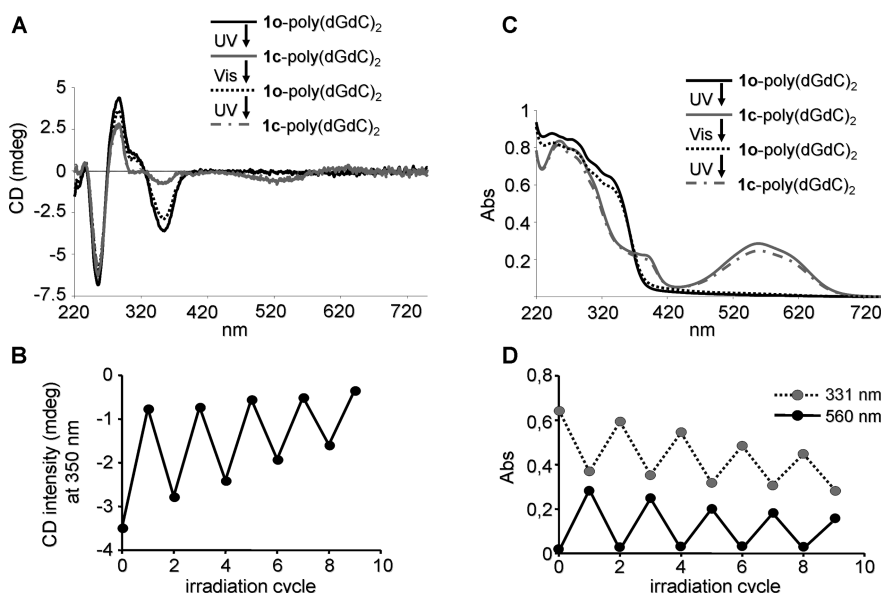 A
1o-poly(dGdC)2
UV
1c-poly(dGdC)2
Vis
1o-poly(dGdC)2
UV
1c-poly(dGdC)2
CD (mdeg)
5
2.5
0
-2.5
-5
-7.5
220 320 420 520 620 720
nm
C
1o-poly(dGdC)2
UV
1c-poly(dGdC)2
Vis
1o-poly(dGdC)2
UV
1c-poly(dGdC)2
Abs
1
0.8
0.6
0.4
0.2
220 320 420 520 620 720
nm
B
CD intensity (mdeg)
at 350 nm
0
-1
-2
-3
-4
0 2 4 6 8 10
irradiation cycle
D
331 nm
560 nm
Abs
0,8
0,6
0,4
0,2
0
0 2 4 6 8 10
irradiation cycle